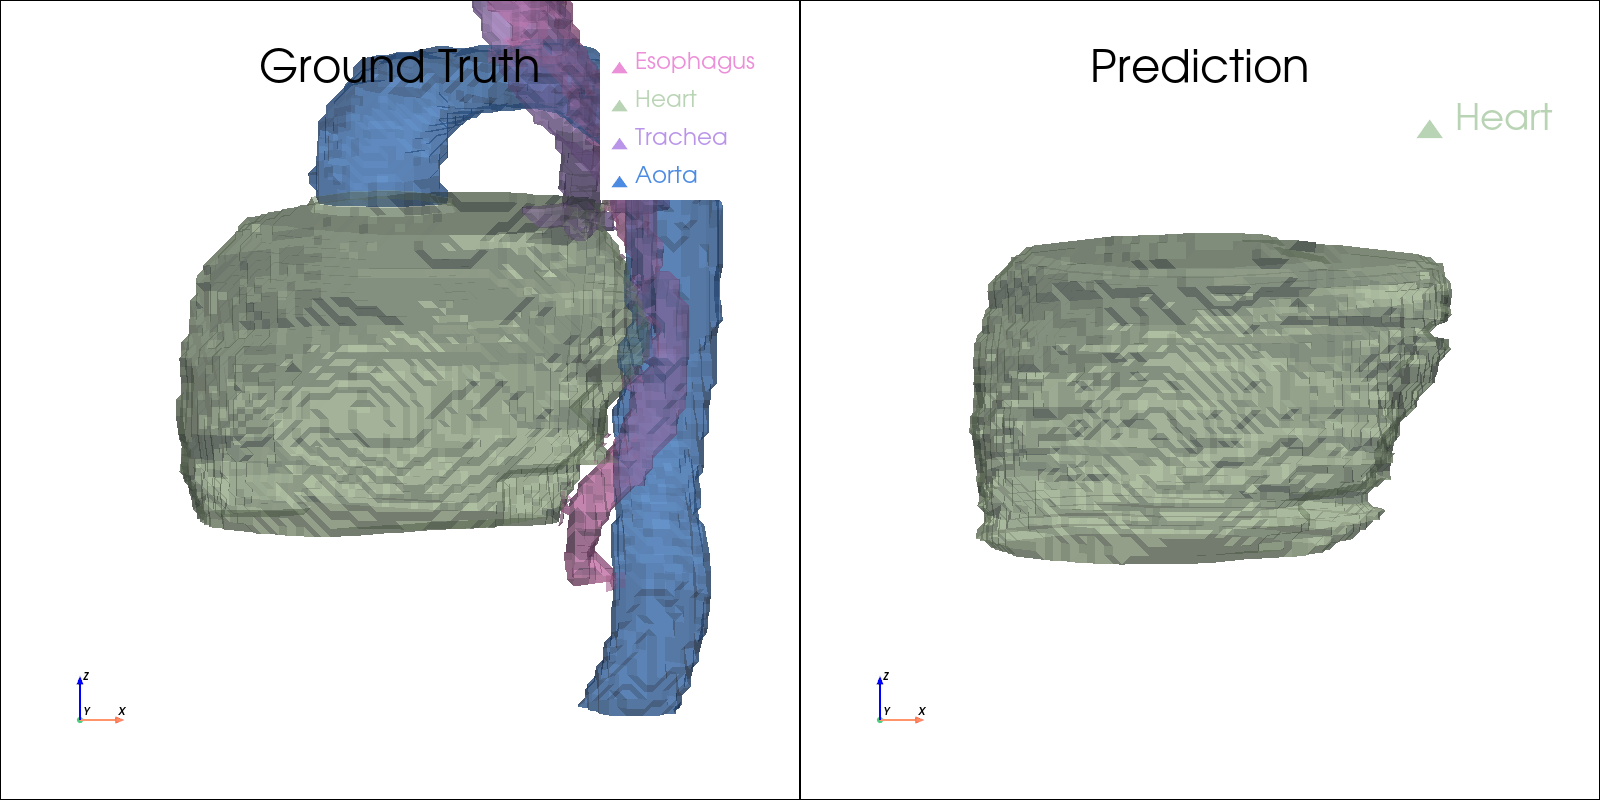 Ground Truth
Esophagus
Heart
Trachea
Aorta
Z
Y X
Prediction
Heart
Z
Y X